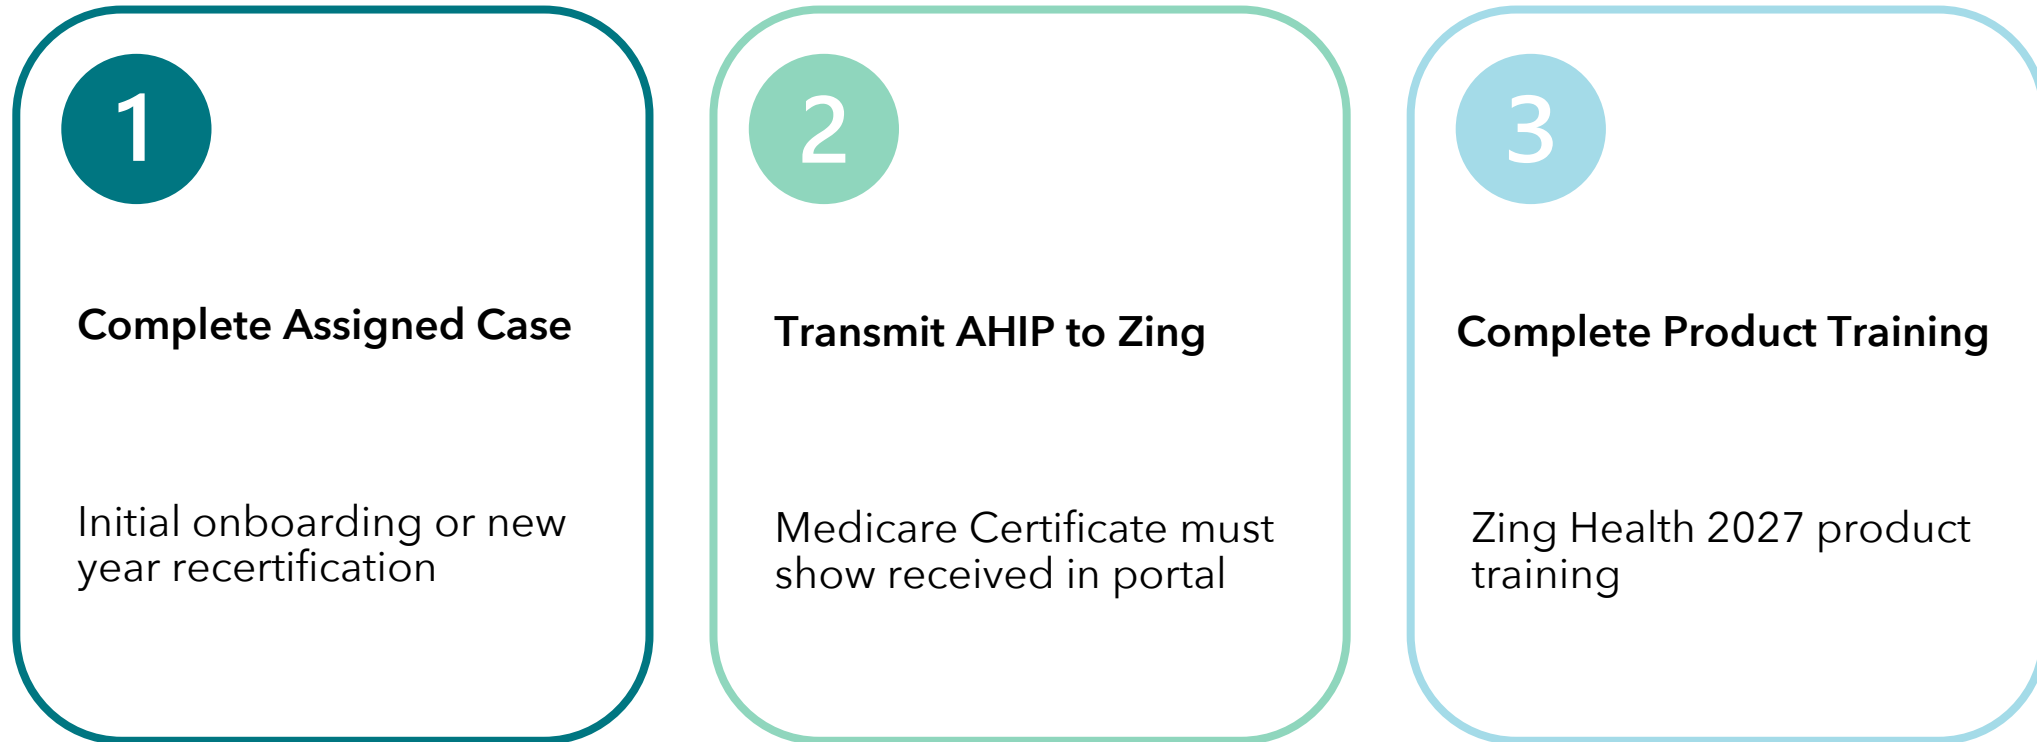 1
Complete Assigned Case
Initial onboarding or new
year recertification
2
Transmit AHIP to Zing
Medicare Certificate must
show received in portal
3
Complete Product Training
Zing Health 2027 product
training